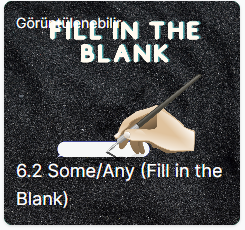 Görüntülenebilir
FILL IN THE
BLANK
6.2 Some/Any (Fill in the
Blank)